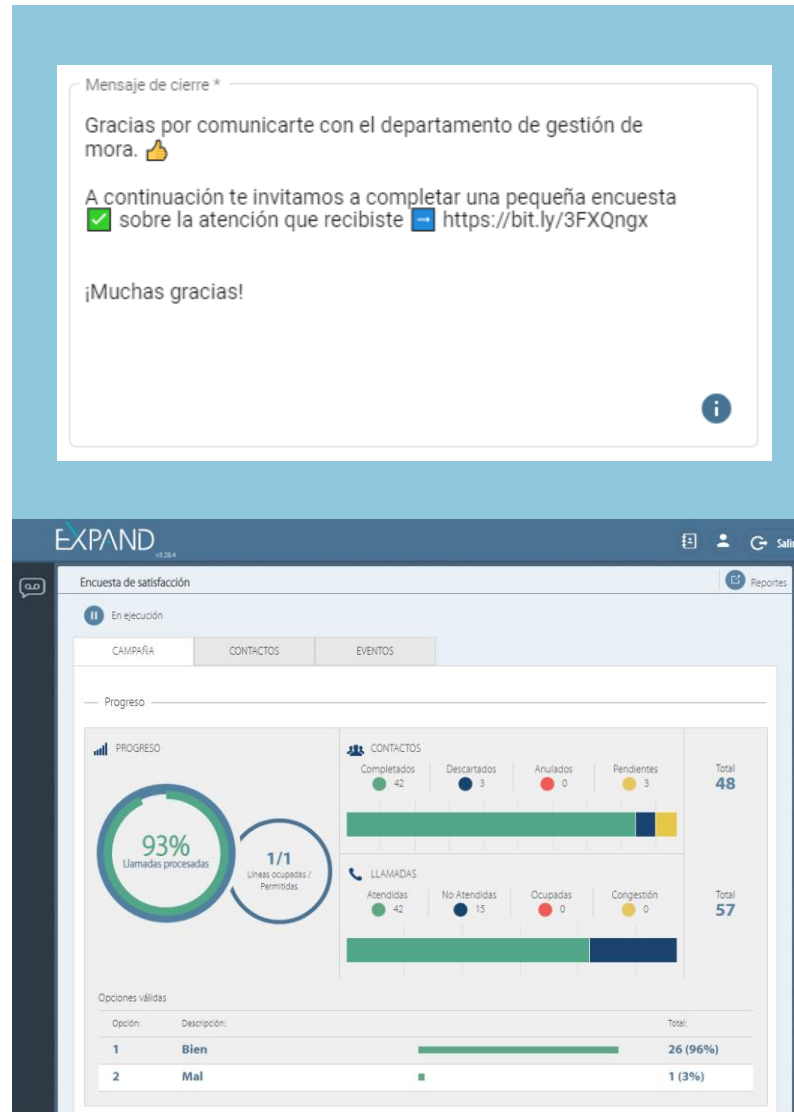 Mensaje de cierre *
Gracias por comunicarte con el departamento de gestión de
mora. 👍
A continuación te invitamos a completar una pequeña encuesta
✅ sobre la atención que recibiste ➡ https://bit.ly/3FXQngx
¡Muchas gracias!
EXPAND
v3.20.4
Salir
Encuesta de satisfacción
Reportes
En ejecución
CAMPAÑA CONTACTOS EVENTOS
Progreso
PROGRESO
93%
Llamadas procesadas
1/1
Líneas ocupadas /
Permitidas
CONTACTOS
Completados Descartados Anulados Pendientes Total
42 3 0 3 48
LLAMADAS
Atendidas No Atendidas Ocupadas Congestión Total
42 15 0 0 57
Opciones válidas
Opción: Descripción: Total:
1 Bien 26 (96%)
2 Mal 1 (3%)